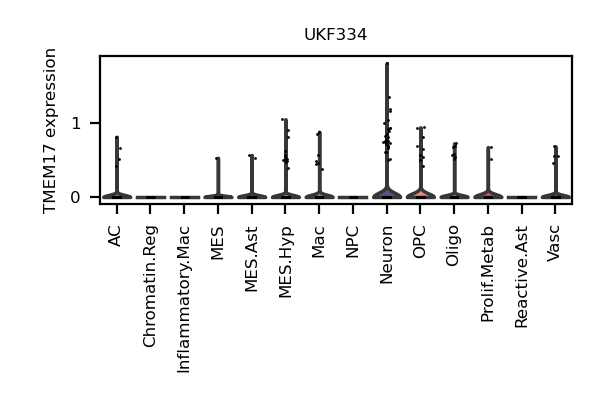 UKF334
TMEM17 expression
1
0
AC
Chromatin.Reg
Inflammatory.Mac
MES
MES.Ast
MES.Hyp
Mac
NPC
Neuron
OPC
Oligo
Prolif.Metab
Reactive.Ast
Vasc